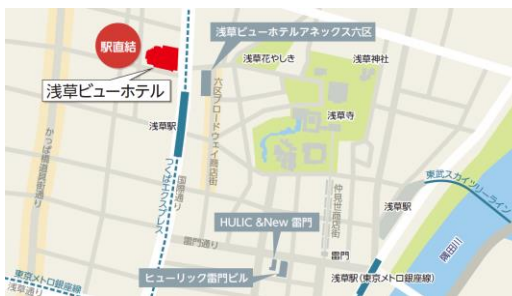 浅草ビューホテルアネックス六区
駅直結
浅草花やしき
浅草神社
浅草ビューホテル
六区ブロードウェイ商店街
浅草駅
浅草寺
かっぱ橋道具街通り
つくばエクスプレス
国際通り
仲見世商店街
東武スカイツリーライン
浅草駅
HULIC &New 雷門
雷門通り
隅田川
雷門
ヒューリック雷門ビル
浅草駅(東京メトロ銀座線)
東京メトロ銀座線
浅草通り